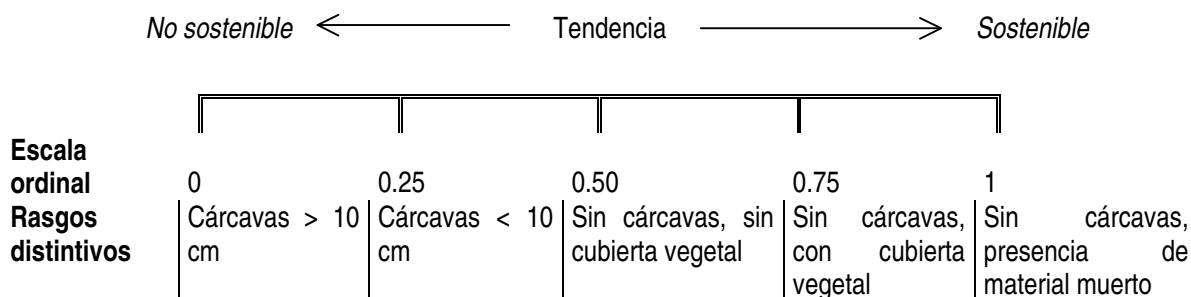 No sostenible Tendencia Sostenible
Escala
ordinal 0 0.25 0.50 0.75 1
Rasgos Cárcavas > 10 Cárcavas < 10 Sin cárcavas, sin Sin cárcavas, Sin cárcavas,
distintivos cm cm cubierta vegetal con cubierta presencia de
vegetal material muerto